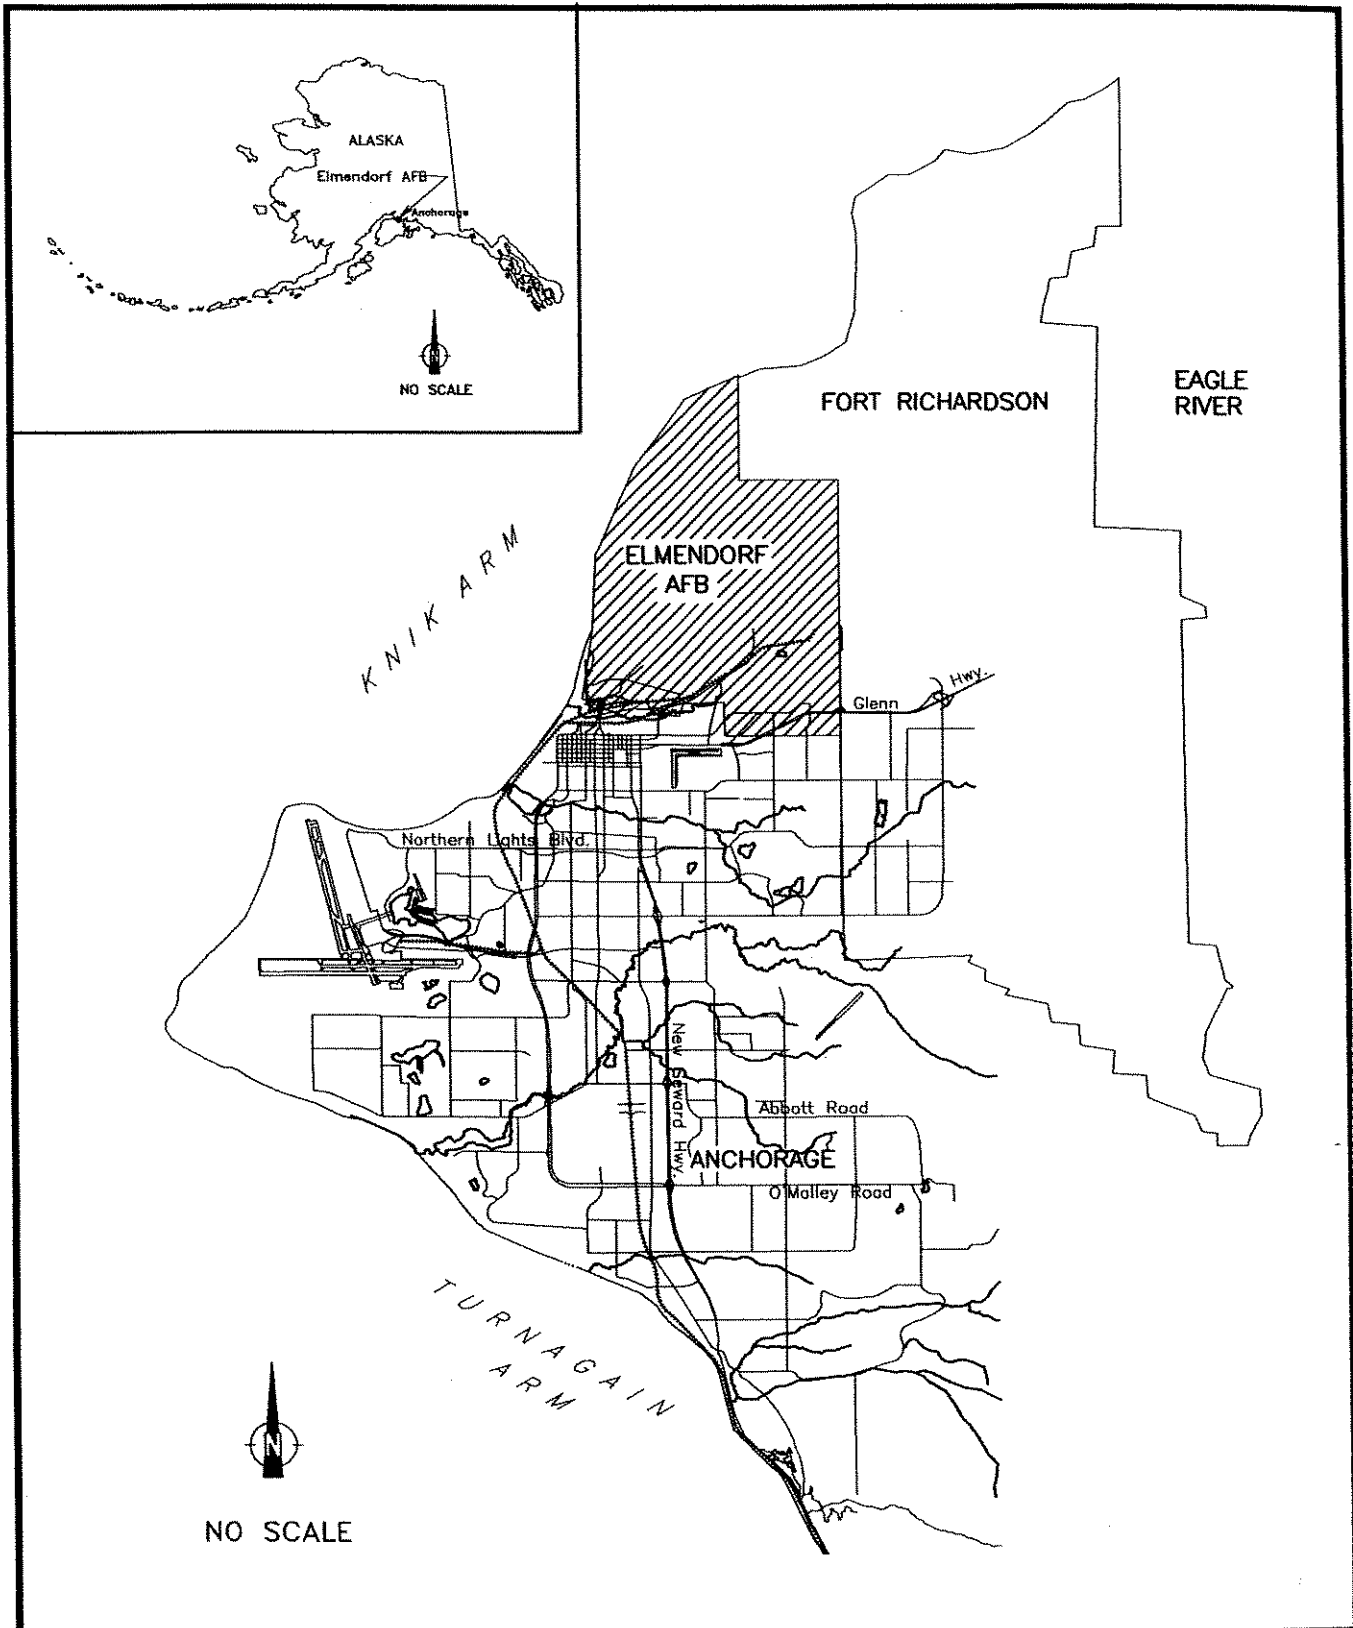 ALASKA
Elmendorf AFB
Anchorage
N
NO SCALE
EAGLE
RIVER
FORT RICHARDSON
ELMENDORF
AFB
KNIK ARM
Glenn Hwy.
Northern Lights Blvd.
New Seward Hwy.
Abbott Road
ANCHORAGE
O'Malley Road
TURNAGAIN
ARM
N
NO SCALE